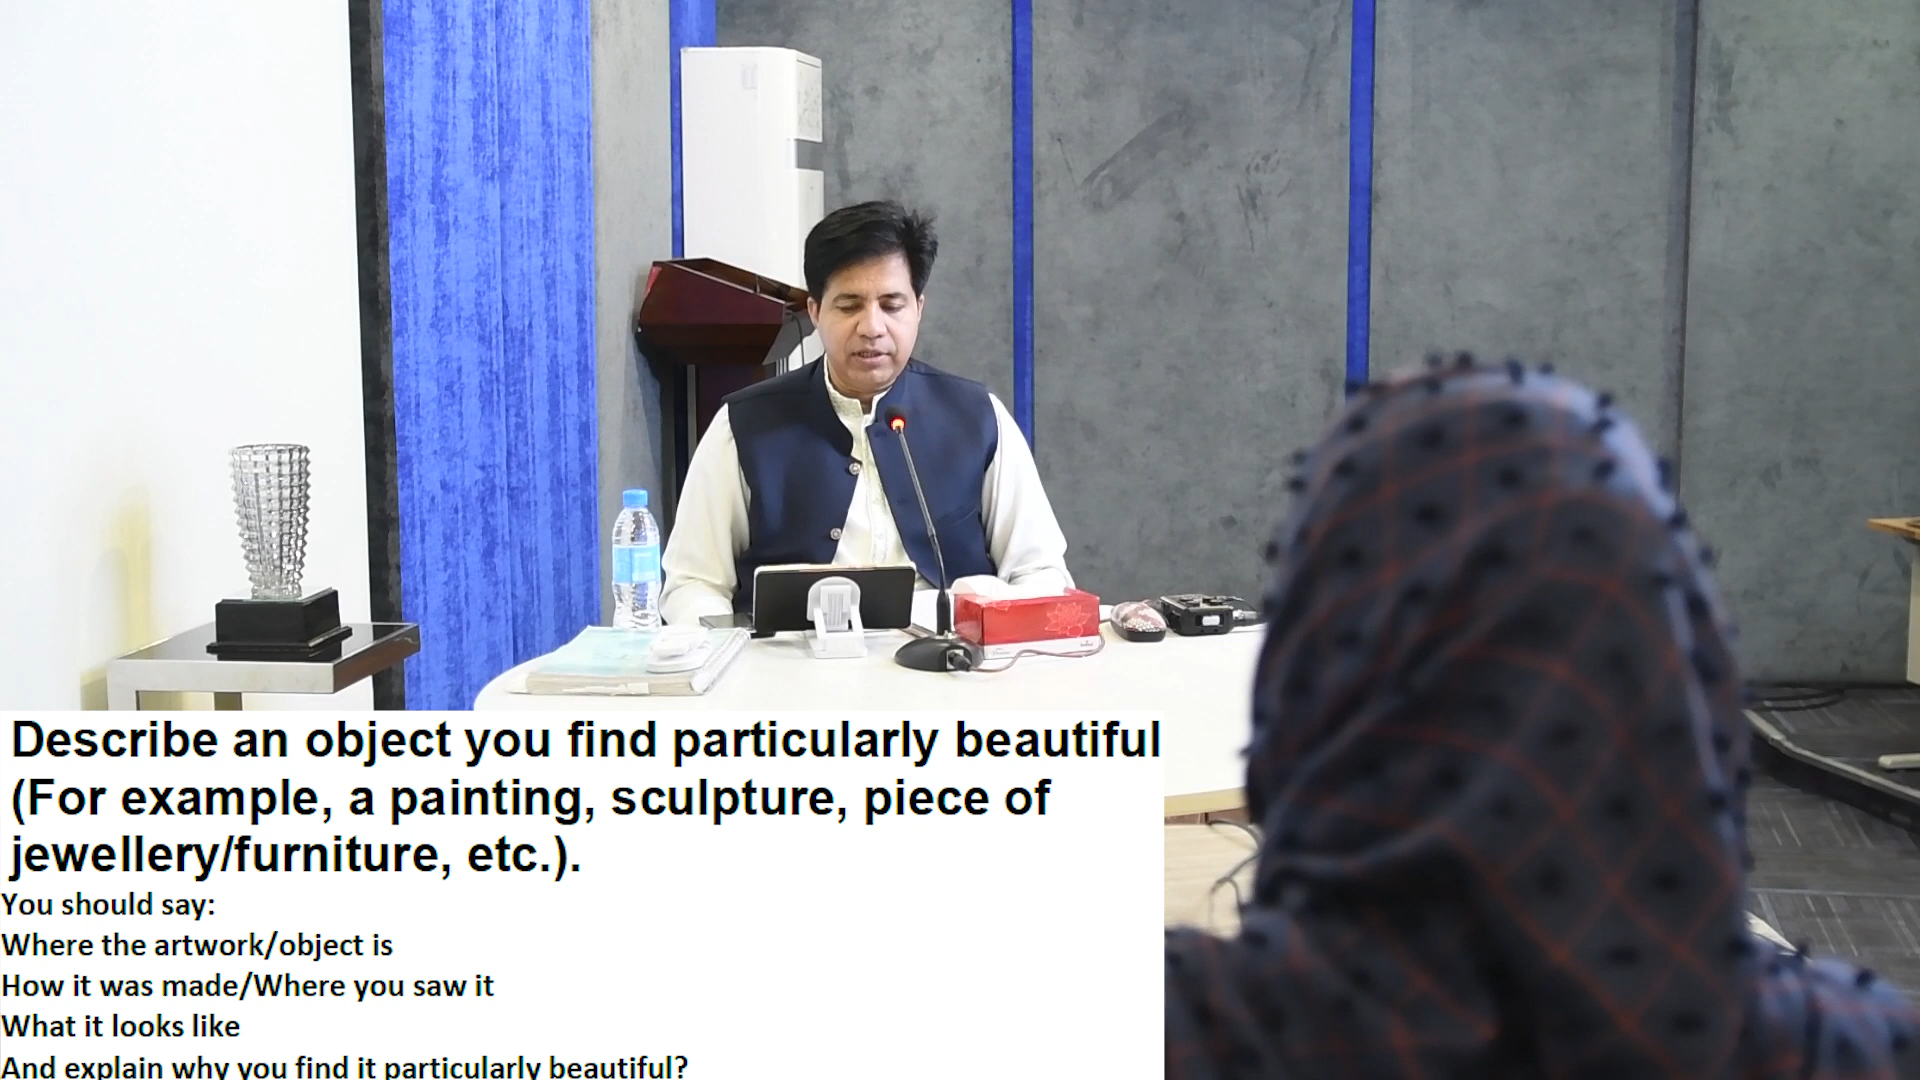 Describe an object you find particularly beautiful
(For example, a painting, sculpture, piece of
jewellery/furniture, etc.).
You should say:
Where the artwork/object is
How it was made/Where you saw it
What it looks like
And explain why you find it particularly beautiful?